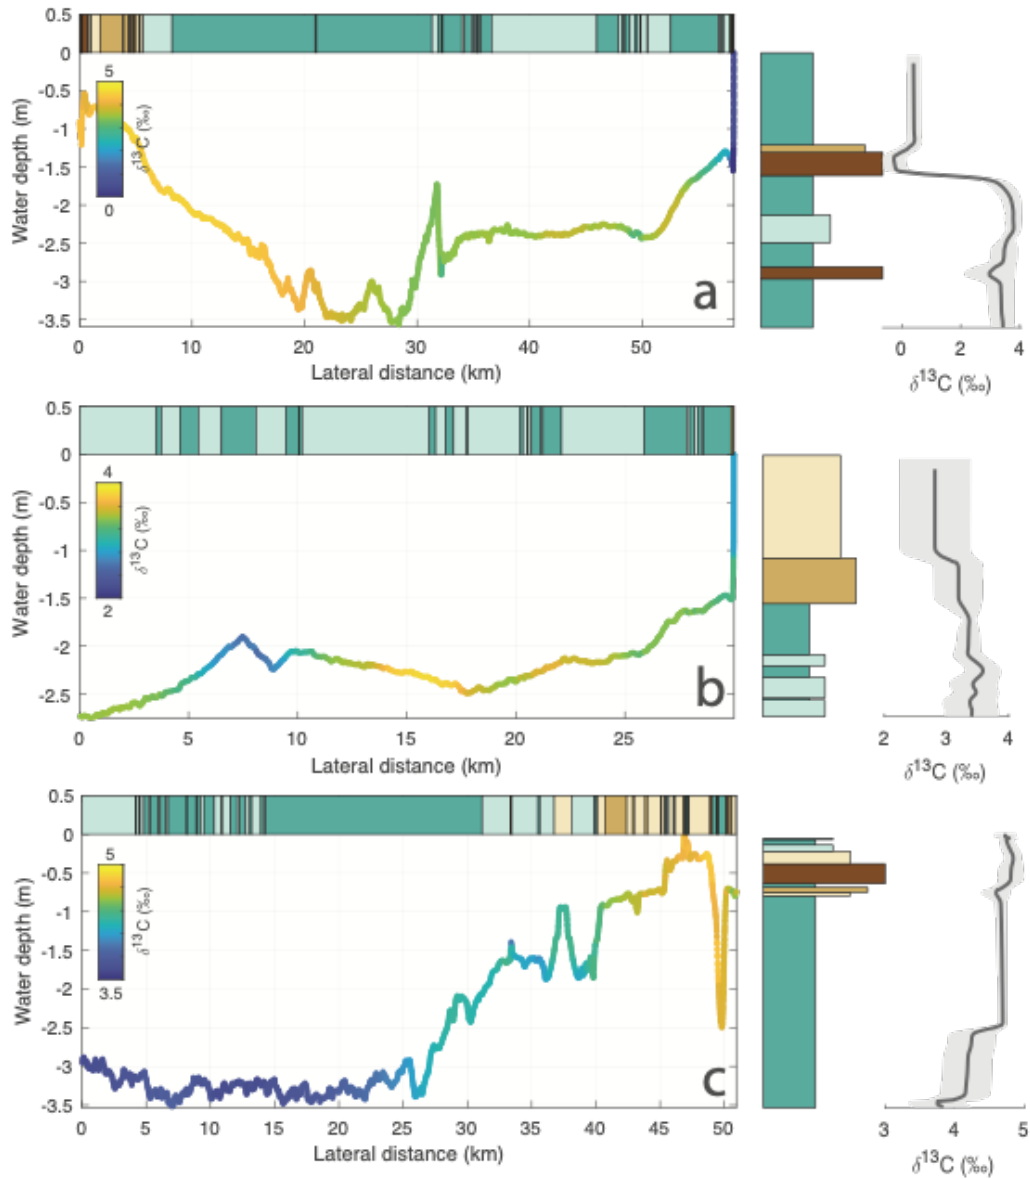 0.5
0
-0.5
-1
-1.5
-2
-2.5
-3
-3.5
Water depth (m)
5
δ13C (‰)
0
a
0 10 20 30 40 50
Lateral distance (km)
0 2 4
δ13C (‰)
0.5
0
-0.5
-1
-1.5
-2
-2.5
Water depth (m)
4
δ13C (‰)
2
b
0 5 10 15 20 25
Lateral distance (km)
2 3 4
δ13C (‰)
0.5
0
-0.5
-1
-1.5
-2
-2.5
-3
-3.5
Water depth (m)
5
δ13C (‰)
3.5
c
0 5 10 15 20 25 30 35 40 45 50
Lateral distance (km)
3 4 5
δ13C (‰)